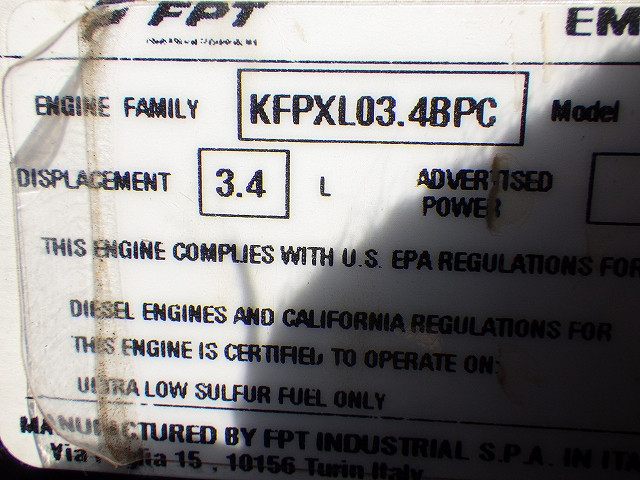 FPT
EM
ENGINE FAMILY KFPXL03.4BPC Model
DISPLACEMENT 3.4 L ADVERTISED
POWER
THIS ENGINE COMPLIES WITH U.S. EPA REGULATIONS FOR
DIESEL ENGINES AND CALIFORNIA REGULATIONS FOR
THIS ENGINE IS CERTIFIED TO OPERATE ON:
ULTRA LOW SULFUR FUEL ONLY
MANUFACTURED BY FPT INDUSTRIAL S.P.A. IN ITA
Via Puglia 15 , 10156 Turin Italy